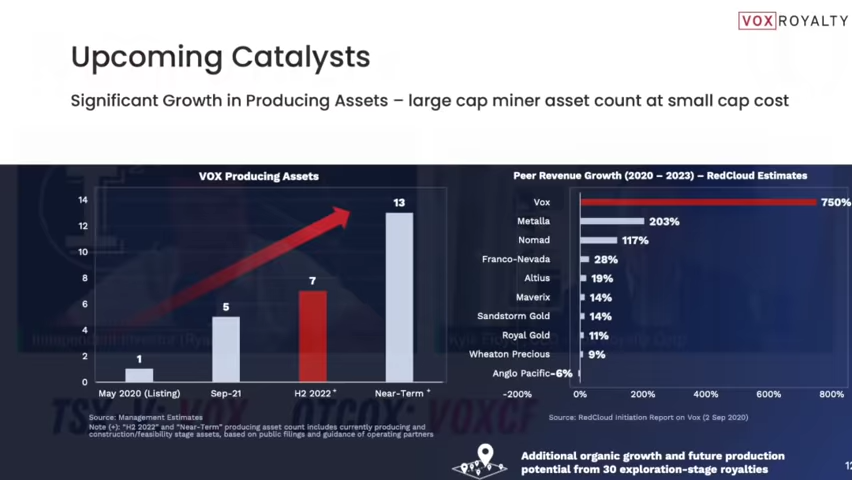 VOX ROYALTY
Upcoming Catalysts
Significant Growth in Producing Assets – large cap miner asset count at small cap cost
VOX Producing Assets
14
12
10
8
6
4
2
0
1
5
7
13
May 2020 (Listing)
Sep-21
H2 2022 *
Near-Term *
Source: Management Estimates
Note (+): "H2 2022" and "Near-Term" producing asset count includes currently producing and
construction/feasibility stage assets, based on public filings and guidance of operating partners
Peer Revenue Growth (2020 – 2023) – RedCloud Estimates
Vox 750%
Metalla 203%
Nomad 117%
Franco-Nevada 28%
Altius 19%
Maverix 14%
Sandstorm Gold 14%
Royal Gold 11%
Wheaton Precious 9%
Anglo Pacific -6%
-200% 0% 200% 400% 600% 800%
Source: RedCloud Initiation Report on Vox (2 Sep 2020)
Additional organic growth and future production
potential from 30 exploration-stage royalties
Independent Investor
OTCQX: VOXCF